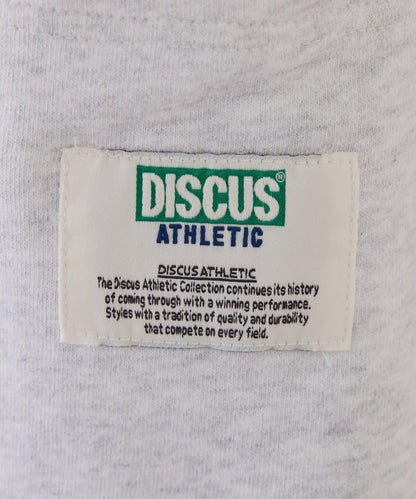 DISCUS®
ATHLETIC
DISCUS ATHLETIC
The Discus Athletic Collection continues its history
of coming through with a winning performance.
Styles with a tradition of quality and durability
that compete on every field.